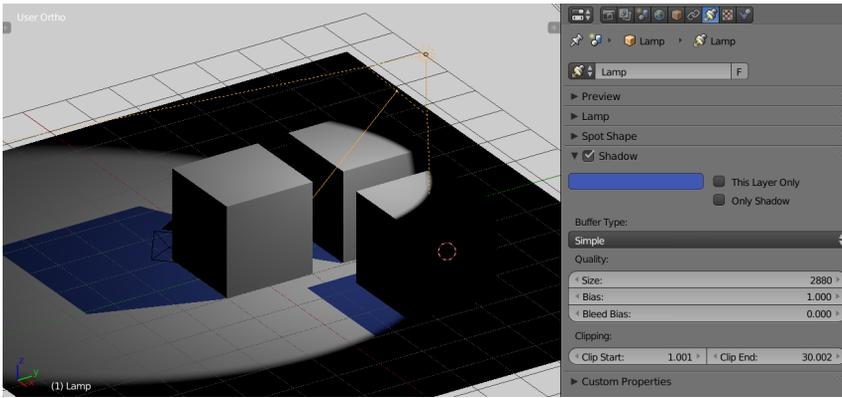 User Ortho
Lamp
Lamp
Lamp
F
Preview
Lamp
Spot Shape
Shadow
This Layer Only
Only Shadow
Buffer Type:
Simple
Quality:
Size: 2880
Bias: 1.000
Bleed Bias: 0.000
Clipping:
Clip Start: 1.001 Clip End: 30.002
Custom Properties
z
y
x
(1) Lamp